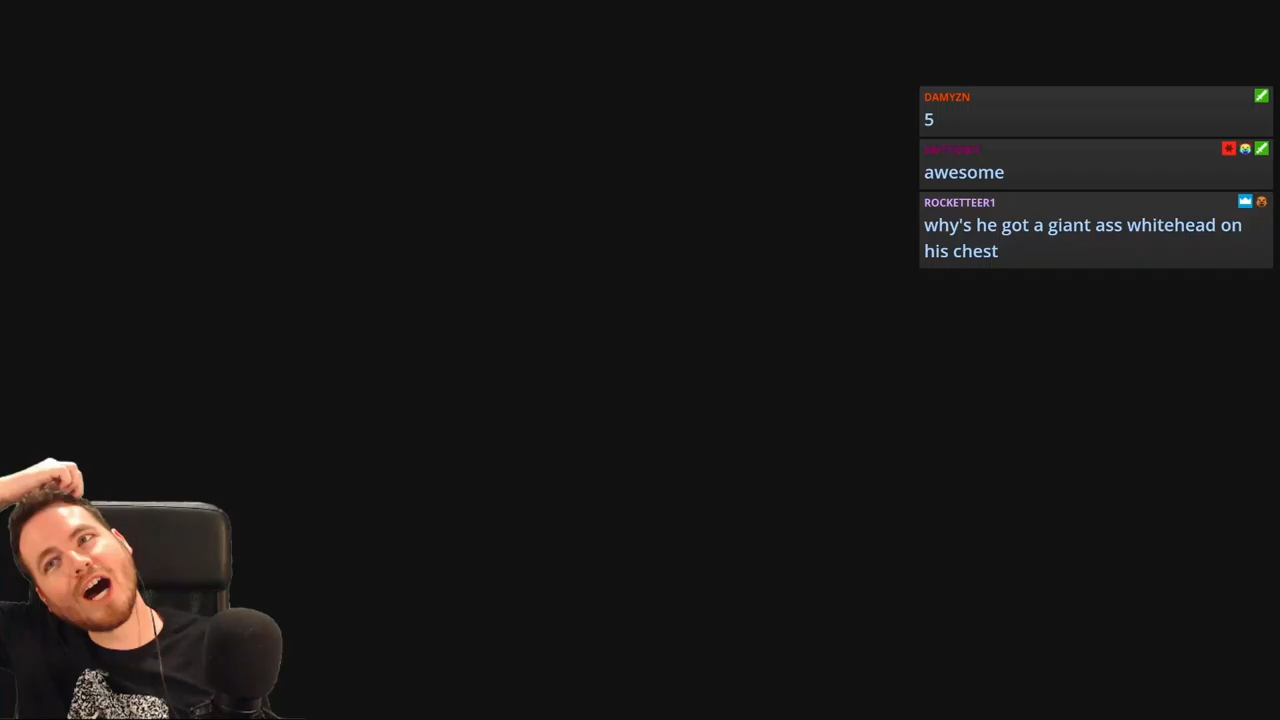 DAMYZN
5
awesome
ROCKETTEER1
why's he got a giant ass whitehead on
his chest